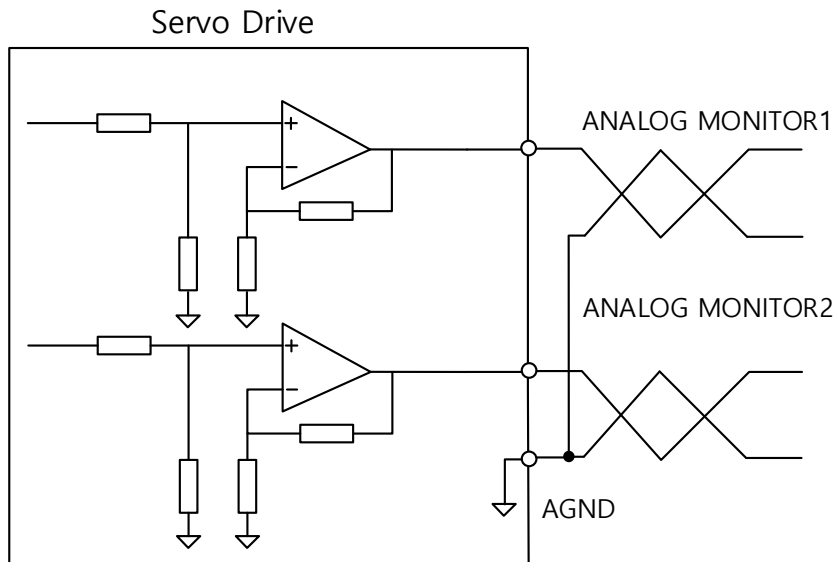 Servo Drive
ANALOG MONITOR1
+
−
ANALOG MONITOR2
+
−
AGND